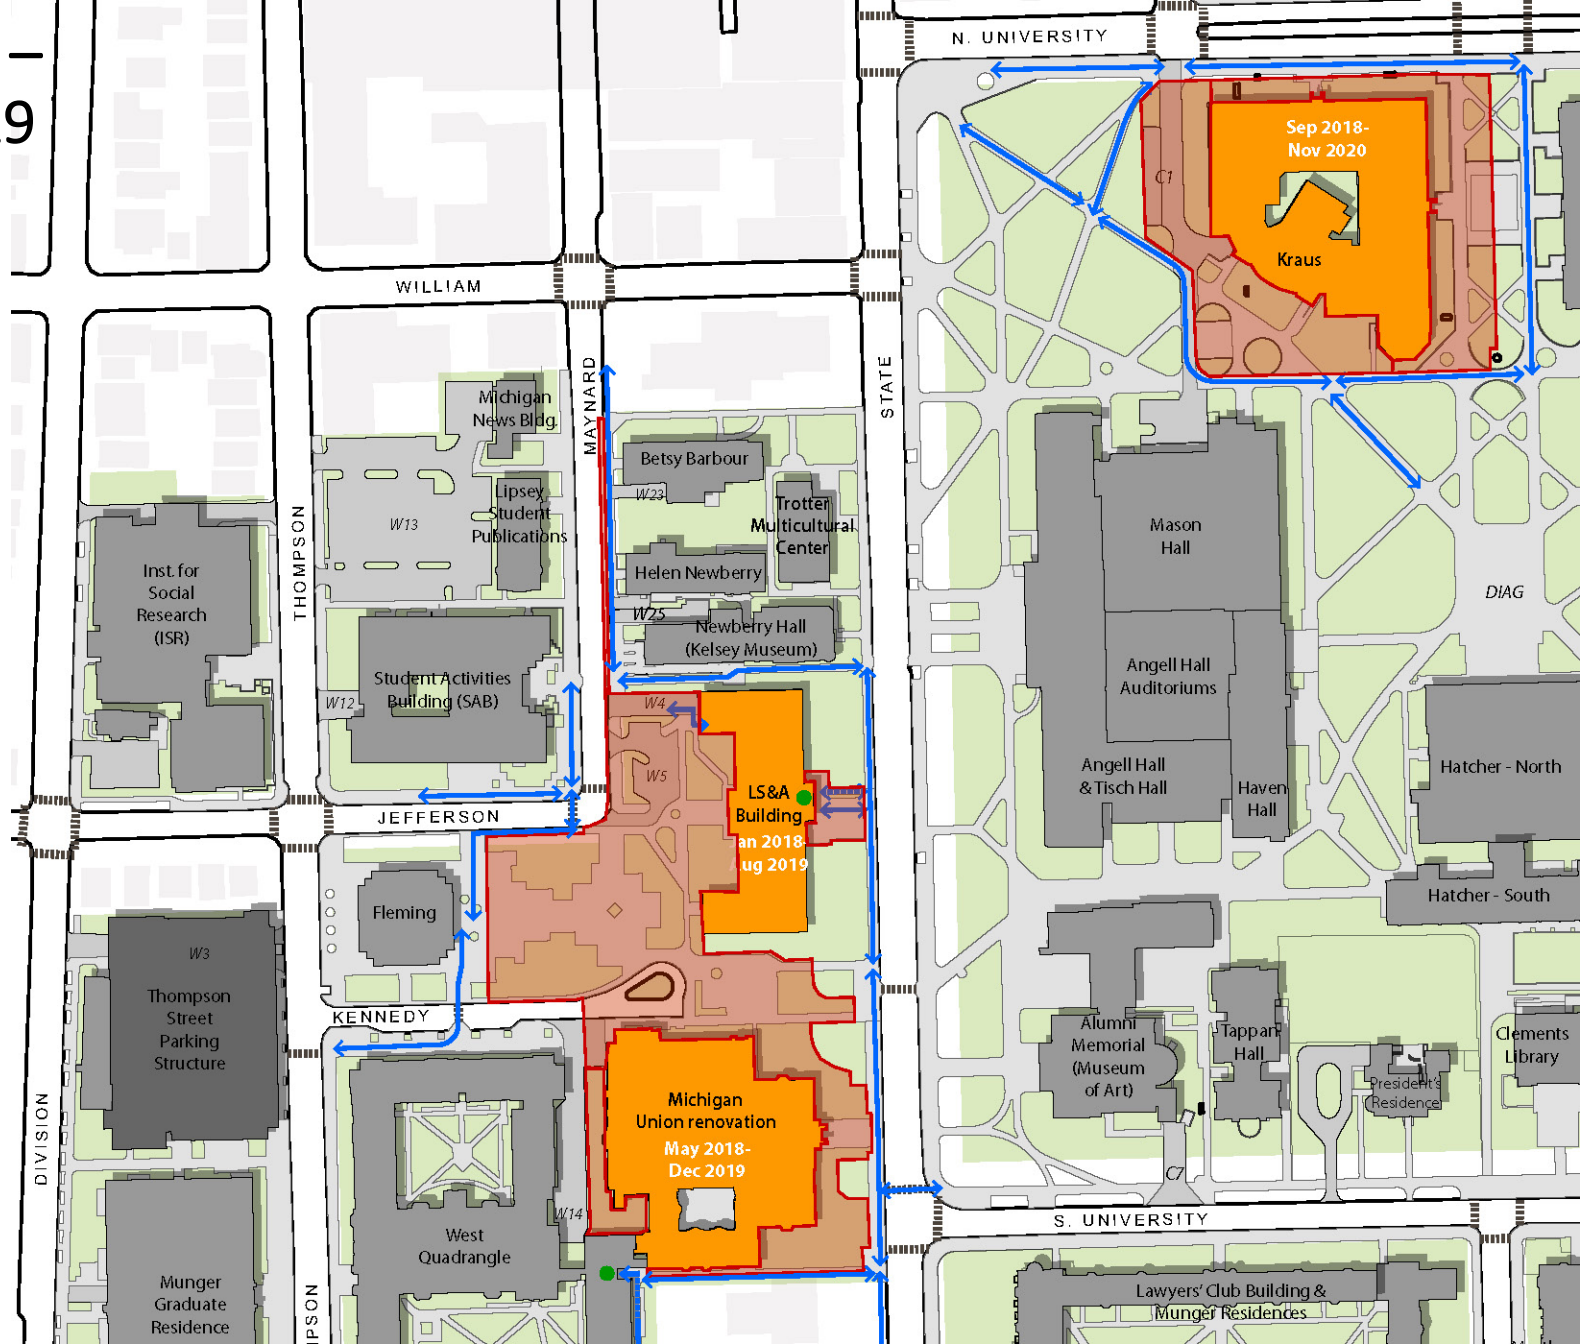 –
9
N. UNIVERSITY
Sep 2018-
Nov 2020
C1
Kraus
WILLIAM
MAYNARD
STATE
THOMPSON
Michigan
News Bldg.
Betsy Barbour
W23
Lipsey
Student
Publications
W13
Trotter
Multicultural
Center
Mason
Hall
Inst. for
Social
Research
(ISR)
Helen Newberry
W25
Newberry Hall
(Kelsey Museum)
DIAG
Student Activities
Building (SAB)
W12
W4
Angell Hall
Auditoriums
W5
LS&A
Building
an 2018-
ug 2019
Angell Hall
& Tisch Hall
Haven
Hall
Hatcher - North
JEFFERSON
Fleming
Hatcher - South
W3
Thompson
Street
Parking
Structure
KENNEDY
Alumni
Memorial
(Museum
of Art)
Tappan
Hall
Clements
Library
President's
Residence
Michigan
Union renovation
May 2018-
Dec 2019
DIVISION
C7
W14
West
Quadrangle
S. UNIVERSITY
Munger
Graduate
Residence
PSON
Lawyers' Club Building &
Munger Residences